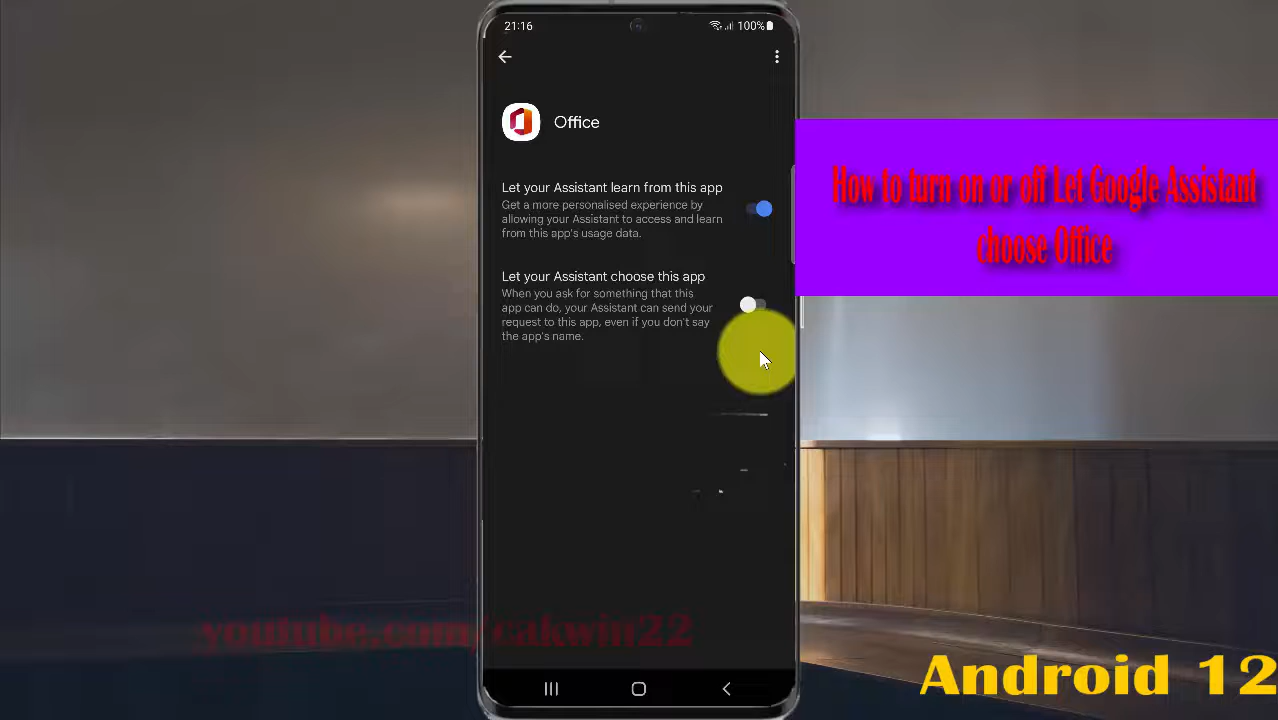 21:16
100%
Office
Let your Assistant learn from this app
Get a more personalised experience by
allowing your Assistant to access and learn
from this app's usage data.
Let your Assistant choose this app
When you ask for something that this
app can do, your Assistant can send your
request to this app, even if you don't say
the app's name.
How to turn on or off Let Google Assistant
choose Office
youtube.com/cakwin22
Android 12